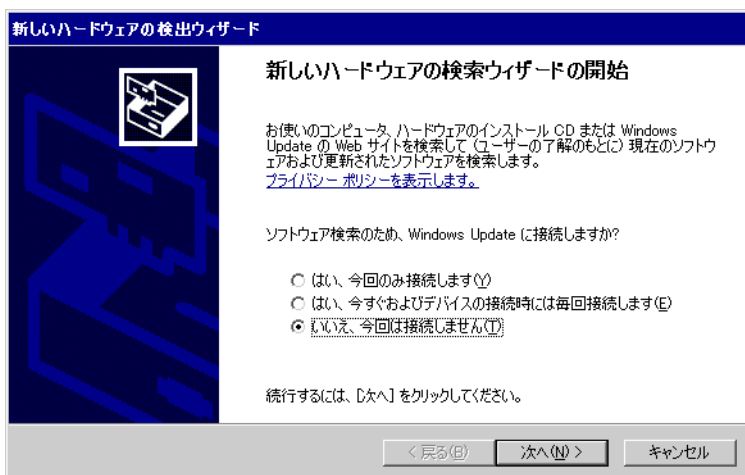 新しいハードウェアの検出ウィザード
新しいハードウェアの検索ウィザードの開始
お使いのコンピュータ、ハードウェアのインストール CD または Windows
Update の Web サイトを検索して (ユーザーの了解のもとに) 現在のソフトウ
ェアおよび更新されたソフトウェアを検索します。
プライバシー ポリシーを表示します。
ソフトウェア検索のため、Windows Update に接続しますか?
はい、今回のみ接続します(Y)
はい、今すぐおよびデバイスの接続時には毎回接続します(E)
いいえ、今回は接続しません(T)
続行するには、[次へ] をクリックしてください。
< 戻る(B)
次へ(N) >
キャンセル